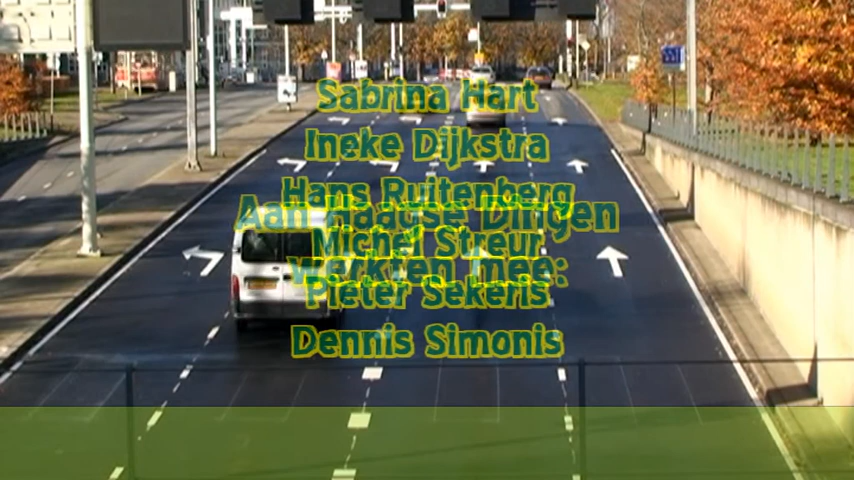 Sabrina Hart
Ineke Dijkstra
Hans Ruitenberg
Aan Haagse Dingen
Michel Streur
werkten mee:
Pieter Sekeris
Dennis Simonis